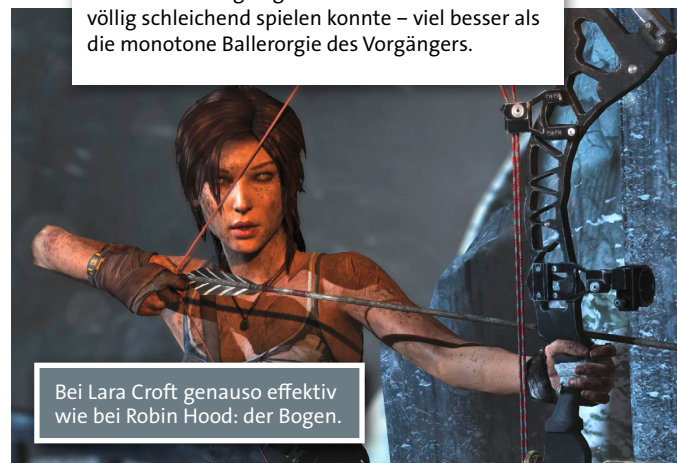 völlig schleichend spielen konnte – viel besser als
die monotone Ballerorgie des Vorgängers.
Bei Lara Croft genauso effektiv
wie bei Robin Hood: der Bogen.